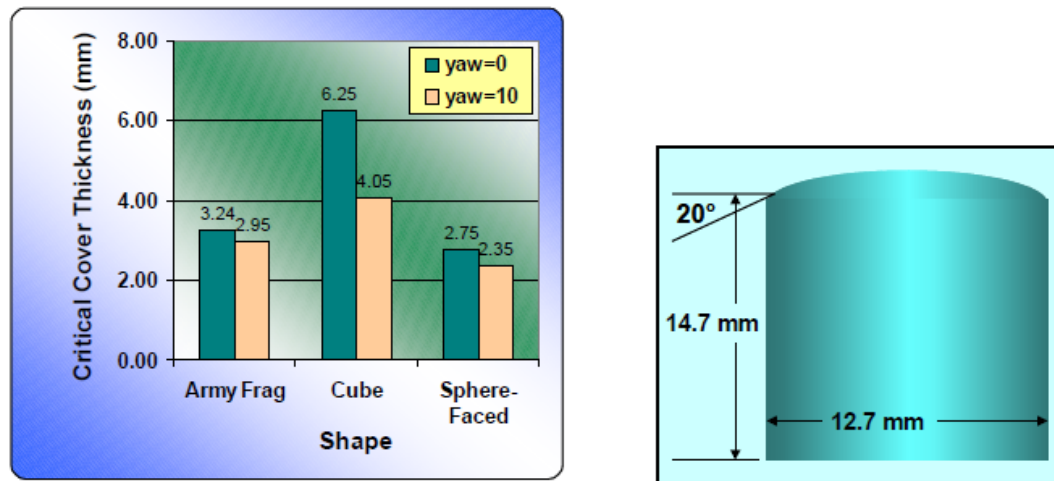 8.00
6.00
4.00
2.00
0.00
Critical Cover Thickness (mm)
yaw=0
yaw=10
3.24
2.95
6.25
4.05
2.75
2.35
Army Frag
Cube
Sphere-
Faced
Shape
20°
14.7 mm
12.7 mm